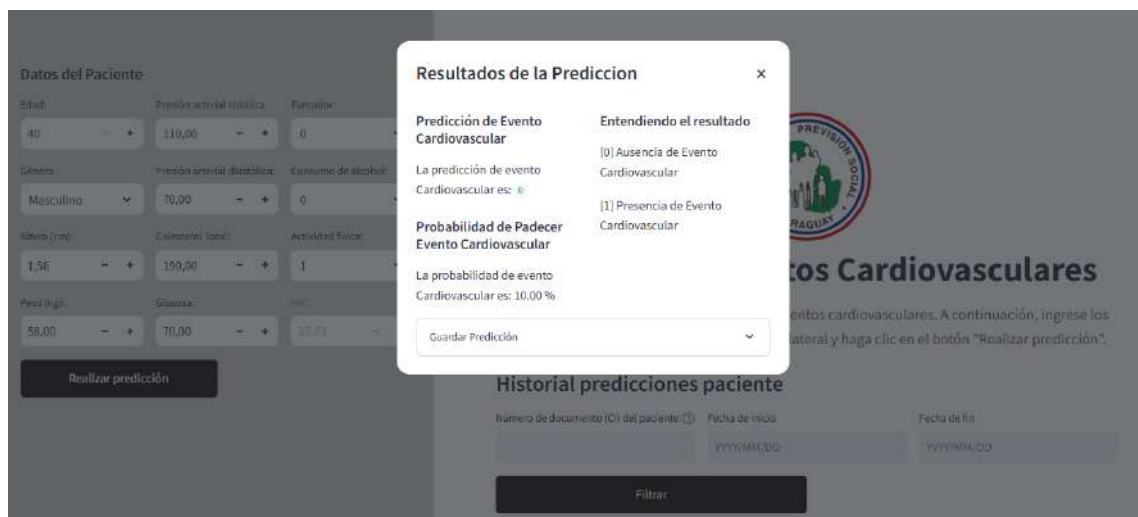 Datos del Paciente
Edad:
40 - +
Presión arterial sistólica:
110,00 - +
Fumador:
0
Género:
Masculino
Presión arterial diastólica:
70,00 - +
Consumo de alcohol:
0
Altura (cm):
1,56 - +
Colesterol Total:
190,00 - +
Actividad física:
1
Peso (kg):
58,00 - +
Glucosa:
70,00 - +
Realizar predicción
Resultados de la Prediccion x
Predicción de Evento
Cardiovascular
La predicción de evento
Cardiovascular es: 0
Probabilidad de Padecer
Evento Cardiovascular
La probabilidad de evento
Cardiovascular es: 10.00 %
Entendiendo el resultado
[0] Ausencia de Evento
Cardiovascular
[1] Presencia de Evento
Cardiovascular
Guardar Predicción
PREVISION SOCIAL
tos Cardiovasculares
entos cardiovasculares. A continuación, ingrese los
lateral y haga clic en el botón "Realizar predicción".
Historial predicciones paciente
Número de documento (CI) del paciente:
Fecha de inicio
YYYY/MM/DD
Fecha de fin
YYYY/MM/DD
Filtrar